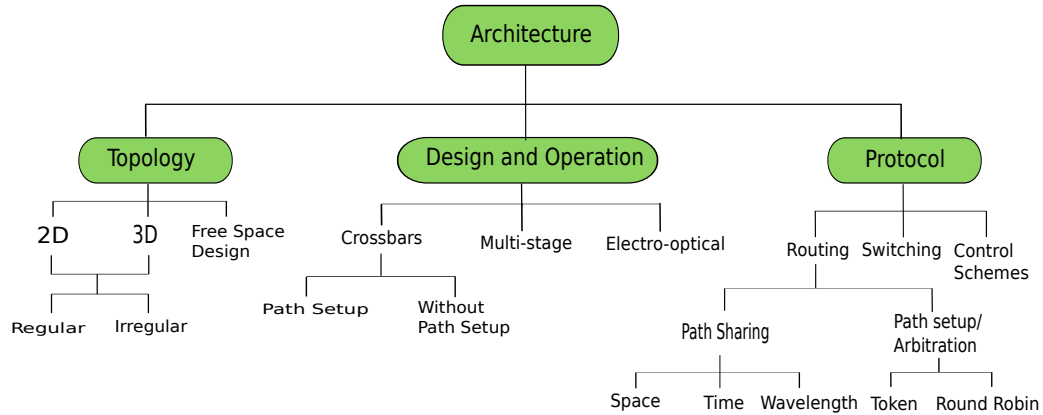 Architecture
Topology
Design and Operation
Protocol
2D
3D
Free Space
Design
Crossbars
Multi-stage
Electro-optical
Routing
Switching
Control
Schemes
Regular
Irregular
Path Setup
Without
Path Setup
Path Sharing
Path setup/
Arbitration
Space
Time
Wavelength
Token
Round Robin